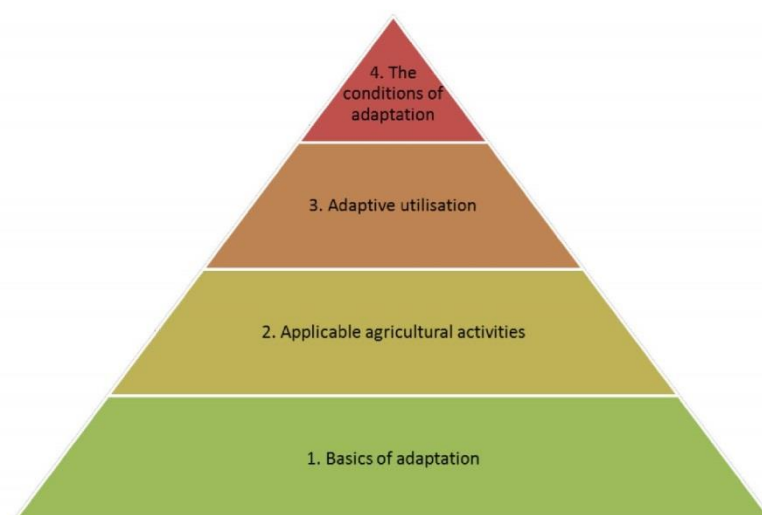 4. The
conditions of
adaptation
3. Adaptive utilisation
2. Applicable agricultural activities
1. Basics of adaptation